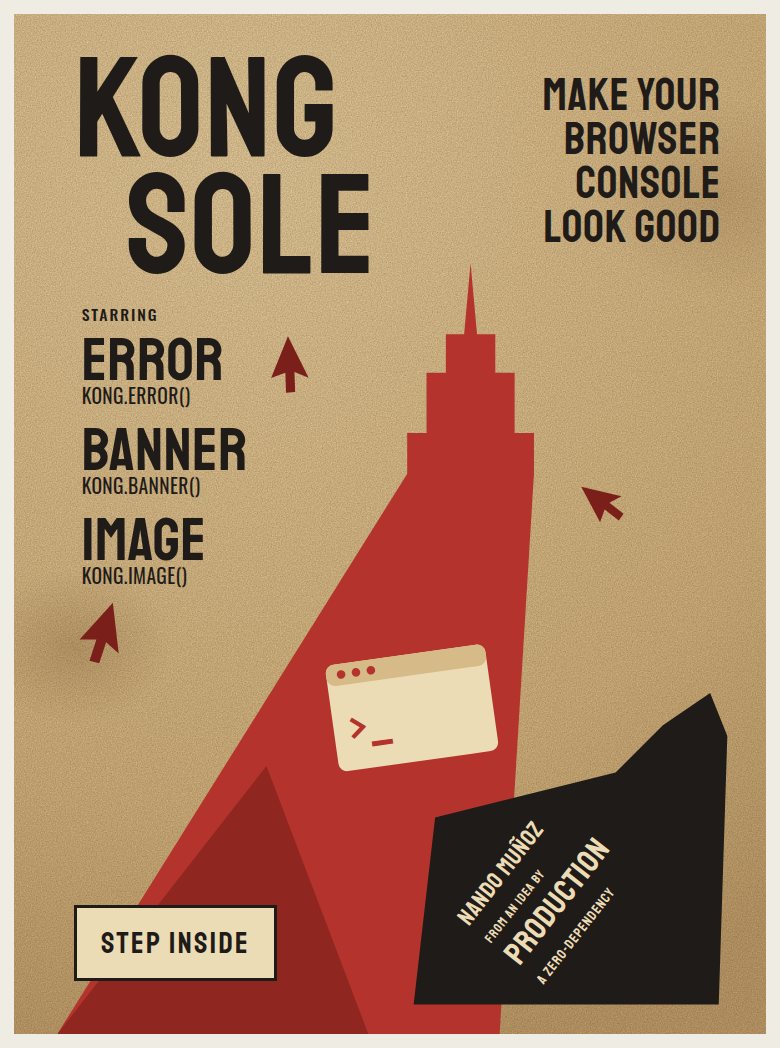 KONG
SOLE
MAKE YOUR
BROWSER
CONSOLE
LOOK GOOD
STARRING
ERROR
KONG.ERROR()
BANNER
KONG.BANNER()
IMAGE
KONG.IMAGE()
>_
NANDO MUÑOZ
FROM AN IDEA BY
PRODUCTION
A ZERO-DEPENDENCY
STEP INSIDE